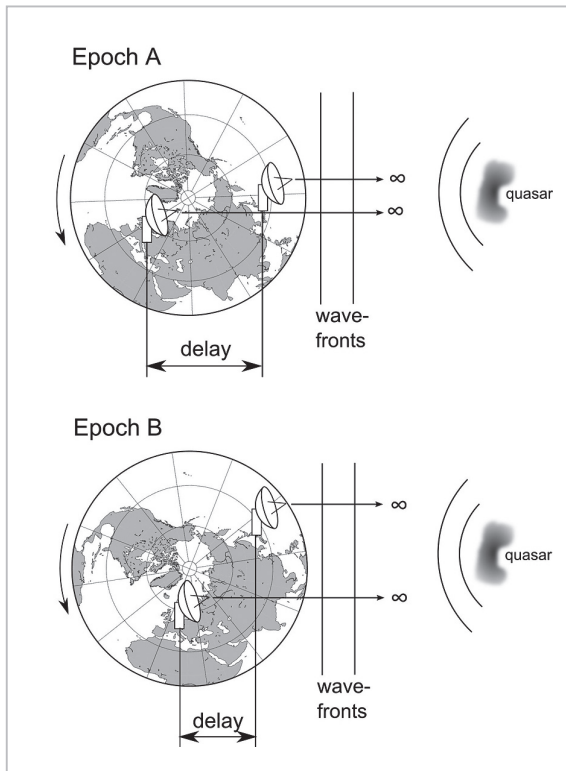 Epoch A
∞
∞
quasar
wave-
fronts
delay
Epoch B
∞
quasar
∞
wave-
fronts
delay